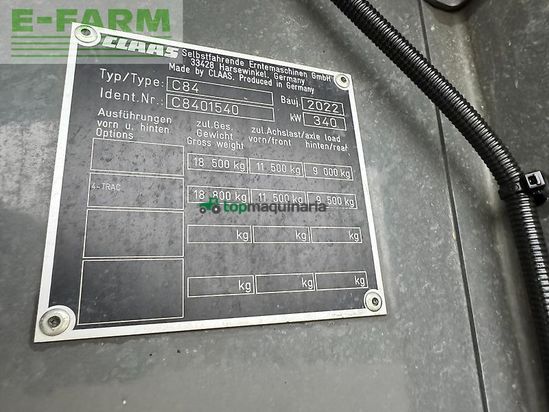 E-FARM
CLAAS
Selbstfahrende Erntemaschinen GmbH
33428 Harsewinkel, Germany
Made by CLAAS, Produced in Germany
Typ/Type: C84 Bauj. 2022
Ident.Nr.: C8401540 kW 340
Ausführungen vorn u. hinten Options
zul.Ges. Gewicht Gross weight
zul. Achslast/axle load vorn/front hinten/rear
18 500 kg 11 500 kg 9 000 kg
4-TRAC 18 800 kg 11 500 kg 9 500 kg
topmaquinaria
kg kg kg
kg kg kg